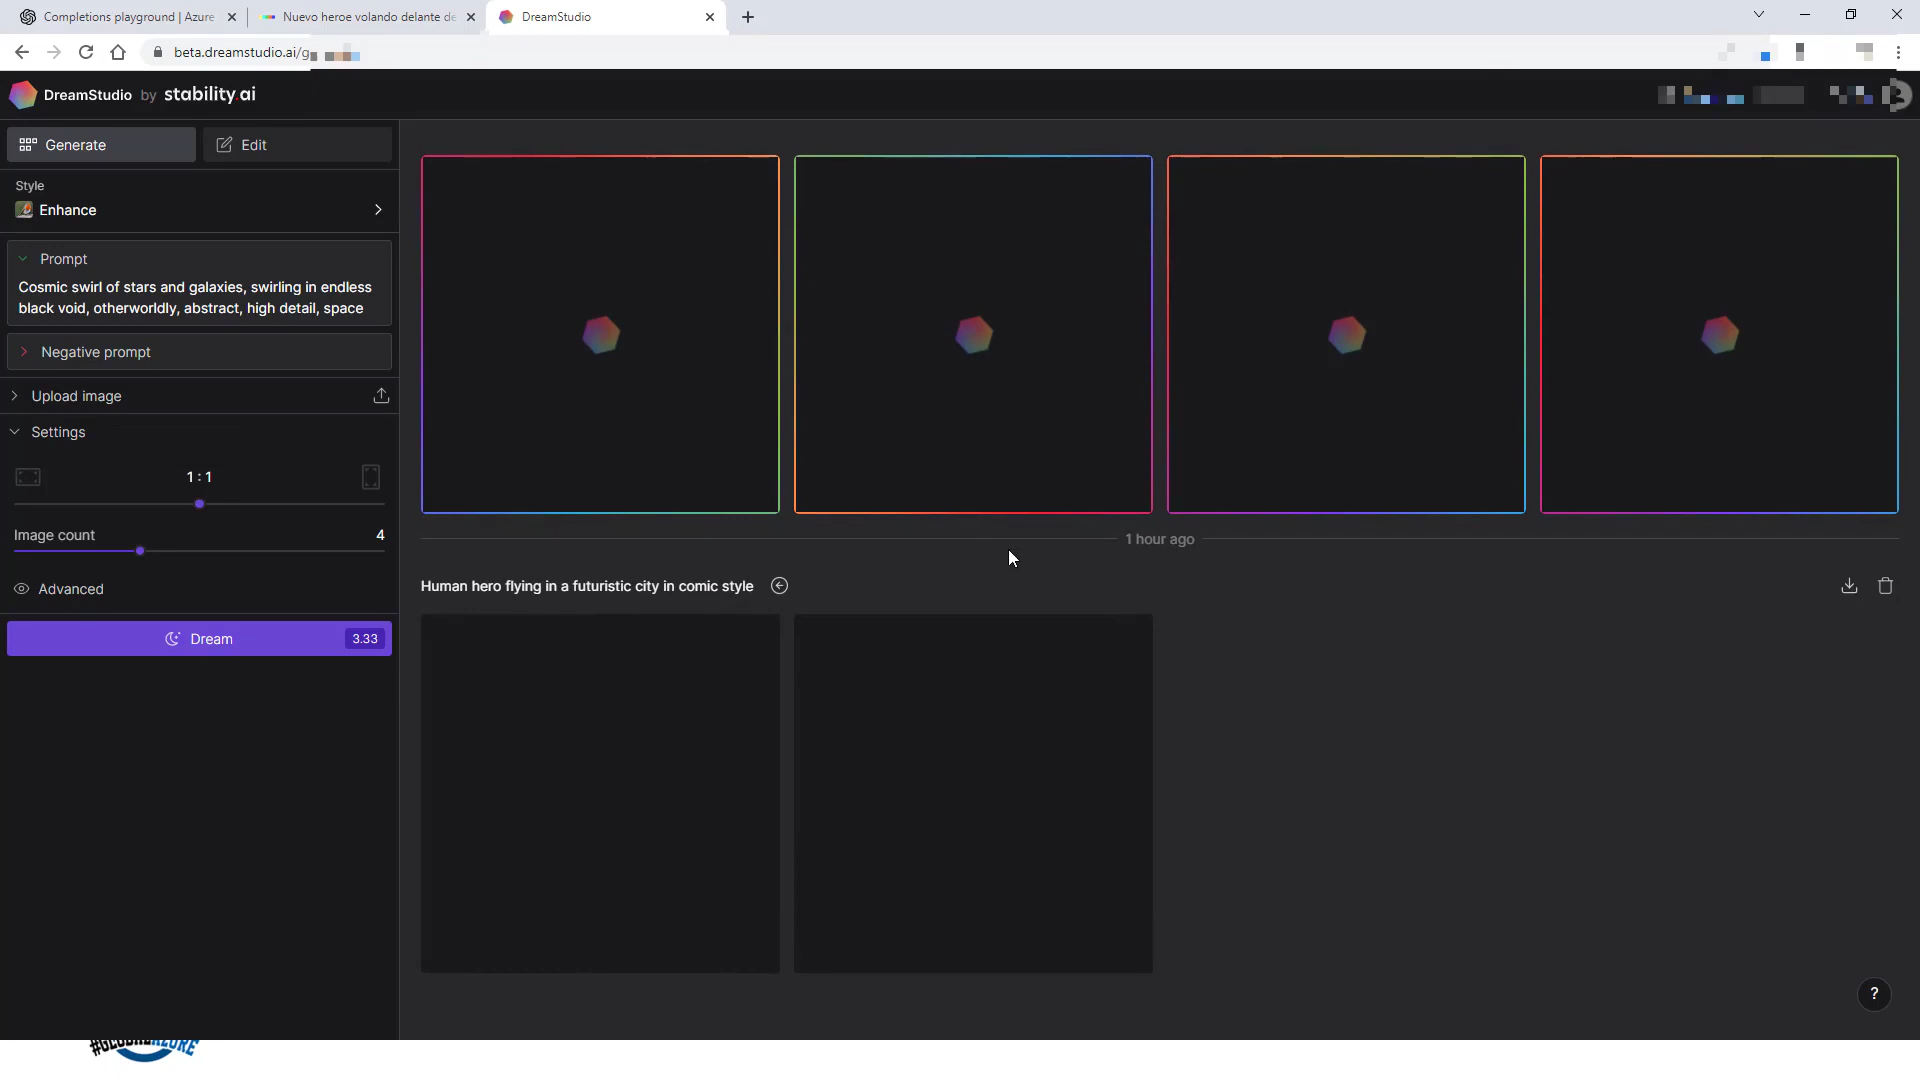 Completions playground | Azure
Nuevo heroe volando delante de
DreamStudio
beta.dreamstudio.ai/g
DreamStudio by stability.ai
Generate
Edit
Style
Enhance
Prompt
Cosmic swirl of stars and galaxies, swirling in endless
black void, otherworldly, abstract, high detail, space
Negative prompt
Upload image
Settings
1 : 1
Image count 4
Advanced
Dream 3.33
1 hour ago
Human hero flying in a futuristic city in comic style
?
#GLOBALAZURE